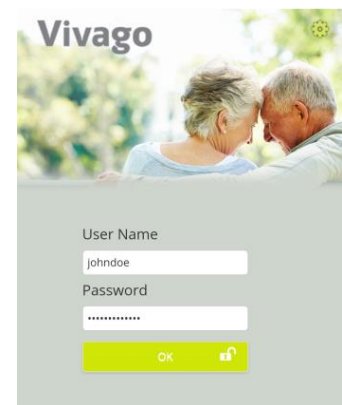 Vivago
User Name
johndoe
Password
•••••••••••••
OK